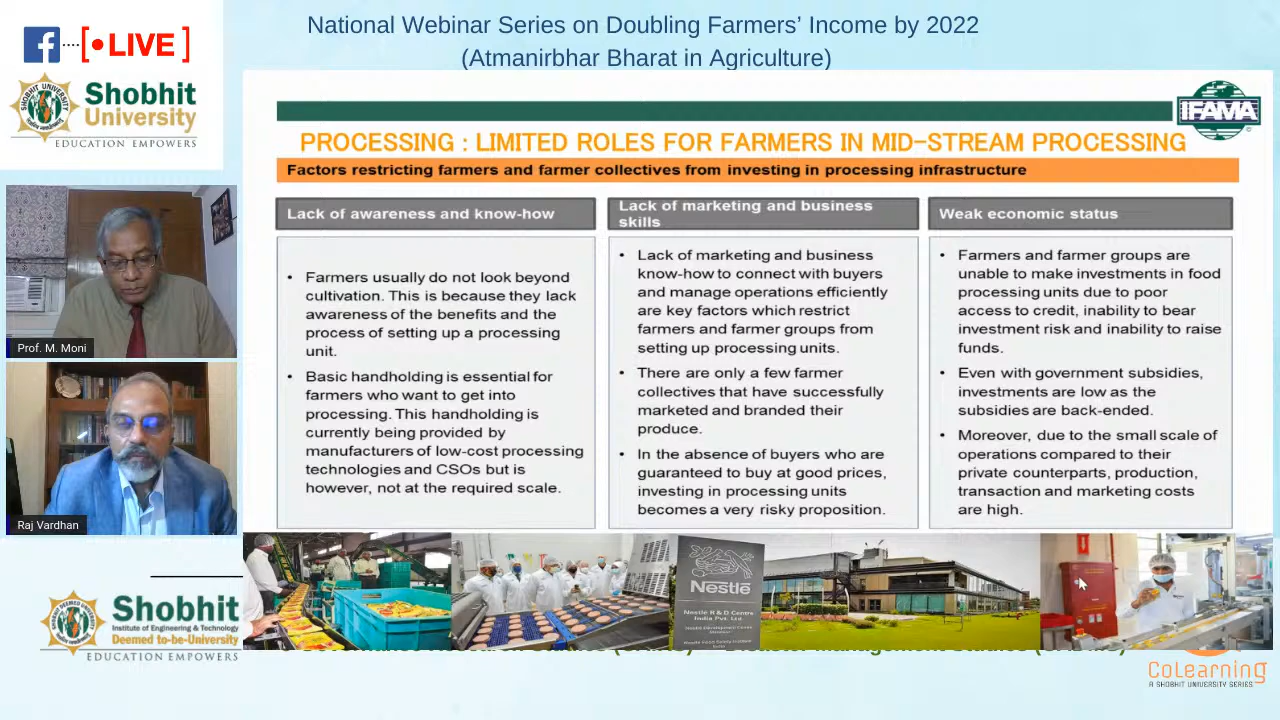 National Webinar Series on Doubling Farmers' Income by 2022
(Atmanirbhar Bharat in Agriculture)
LIVE
SHOBHIT UNIVERSITY
Shobhit
University
EDUCATION EMPOWERS
IFAMA
PROCESSING : LIMITED ROLES FOR FARMERS IN MID-STREAM PROCESSING
Factors restricting farmers and farmer collectives from investing in processing infrastructure
Lack of awareness and know-how
• Farmers usually do not look beyond
cultivation. This is because they lack
awareness of the benefits and the
process of setting up a processing
unit.
• Basic handholding is essential for
farmers who want to get into
processing. This handholding is
currently being provided by
manufacturers of low-cost processing
technologies and CSOs but is
however, not at the required scale.
Lack of marketing and business
skills
• Lack of marketing and business
know-how to connect with buyers
and manage operations efficiently
are key factors which restrict
farmers and farmer groups from
setting up processing units.
• There are only a few farmer
collectives that have successfully
marketed and branded their
produce.
• In the absence of buyers who are
guaranteed to buy at good prices,
investing in processing units
becomes a very risky proposition.
Weak economic status
• Farmers and farmer groups are
unable to make investments in food
processing units due to poor
access to credit, inability to bear
investment risk and inability to raise
funds.
• Even with government subsidies,
investments are low as the
subsidies are back-ended.
• Moreover, due to the small scale of
operations compared to their
private counterparts, production,
transaction and marketing costs
are high.
Prof. M. Moni
Raj Vardhan
Nestle
Nestlé R & D Centre
India Pvt. Ltd.
Shobhit
Institute of Engineering & Technology
Deemed to-be-University
EDUCATION EMPOWERS
CoLearning
A SHOBHIT UNIVERSITY SERIES